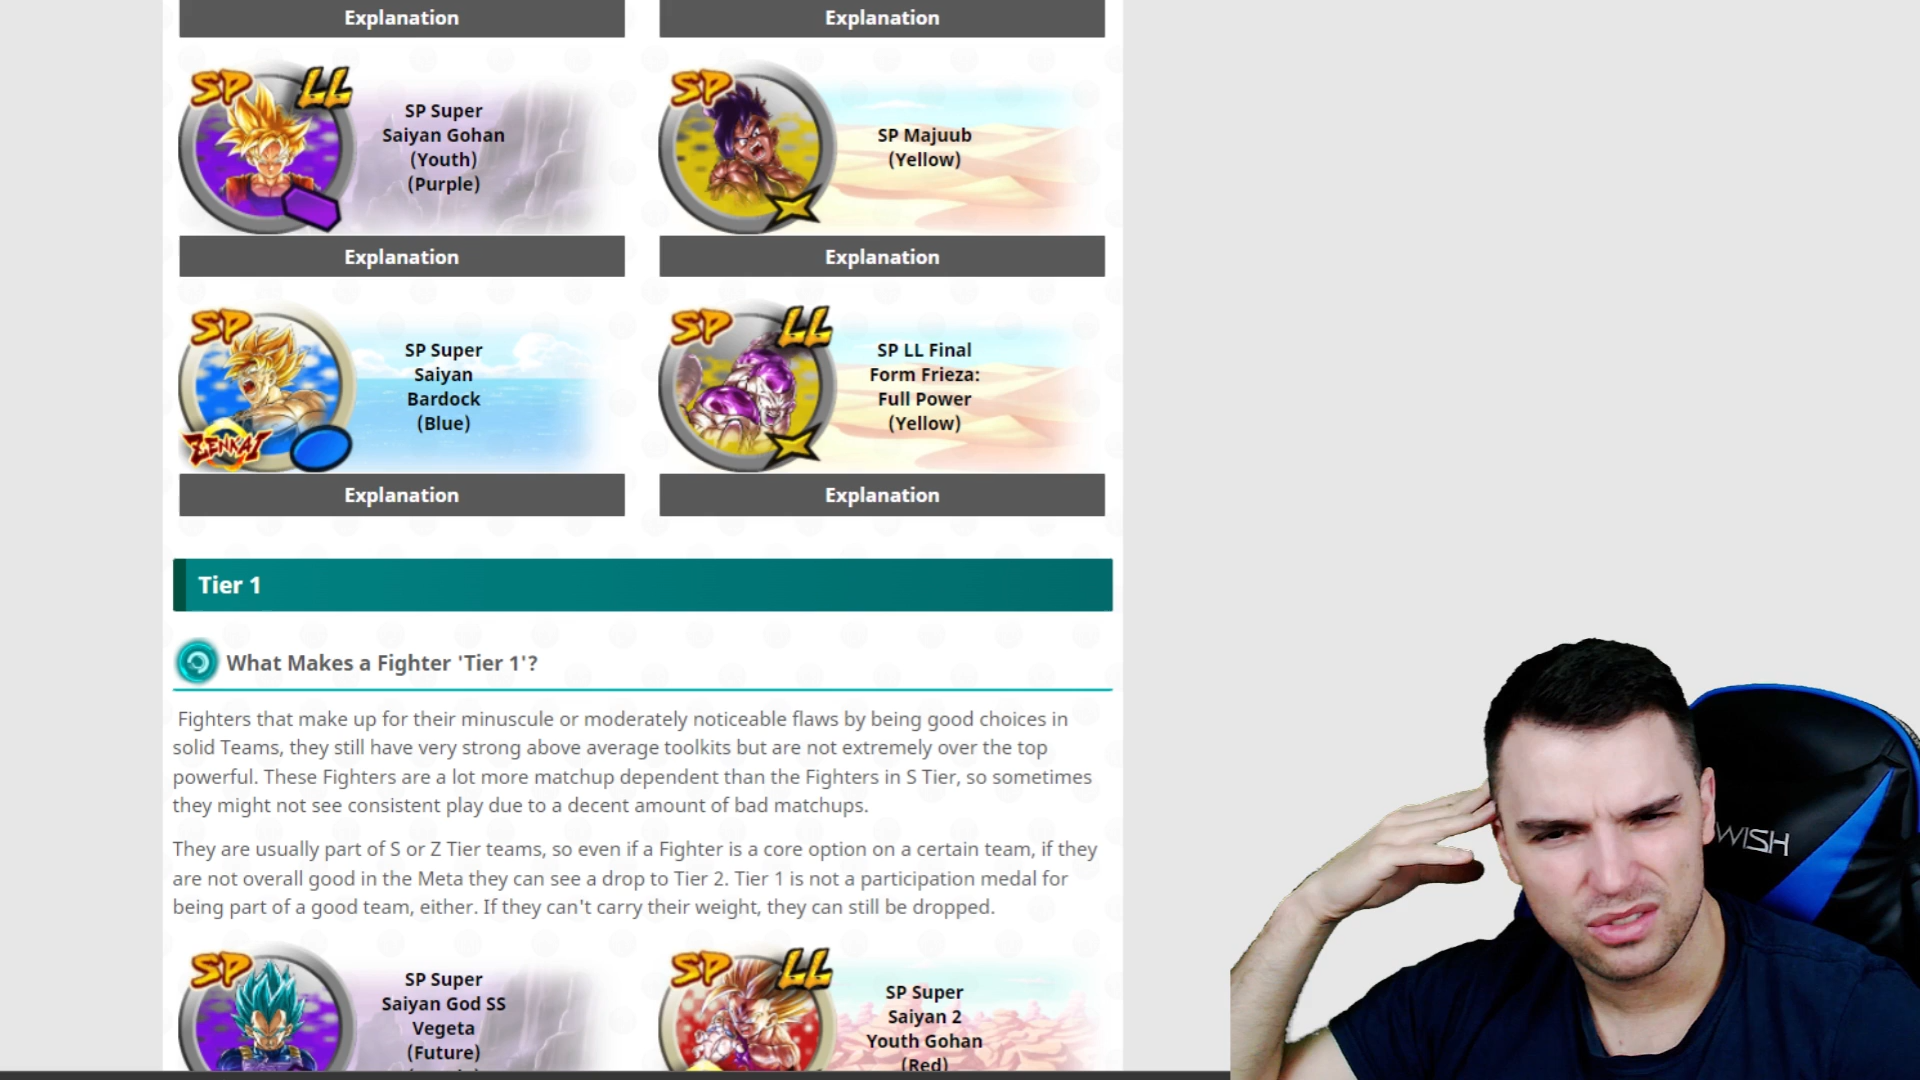 Explanation
Explanation
SP LL
SP Super
Saiyan Gohan
(Youth)
(Purple)
SP
SP Majuub
(Yellow)
Explanation
Explanation
SP
ZENKAI
SP Super
Saiyan
Bardock
(Blue)
SP LL
SP LL Final
Form Frieza:
Full Power
(Yellow)
Explanation
Explanation
Tier 1
What Makes a Fighter 'Tier 1'?
Fighters that make up for their minuscule or moderately noticeable flaws by being good choices in
solid Teams, they still have very strong above average toolkits but are not extremely over the top
powerful. These Fighters are a lot more matchup dependent than the Fighters in S Tier, so sometimes
they might not see consistent play due to a decent amount of bad matchups.
They are usually part of S or Z Tier teams, so even if a Fighter is a core option on a certain team, if they
are not overall good in the Meta they can see a drop to Tier 2. Tier 1 is not a participation medal for
being part of a good team, either. If they can't carry their weight, they can still be dropped.
SP
SP Super
Saiyan God SS
Vegeta
(Future)
SP LL
SP Super
Saiyan 2
Youth Gohan
(Red)
WISH